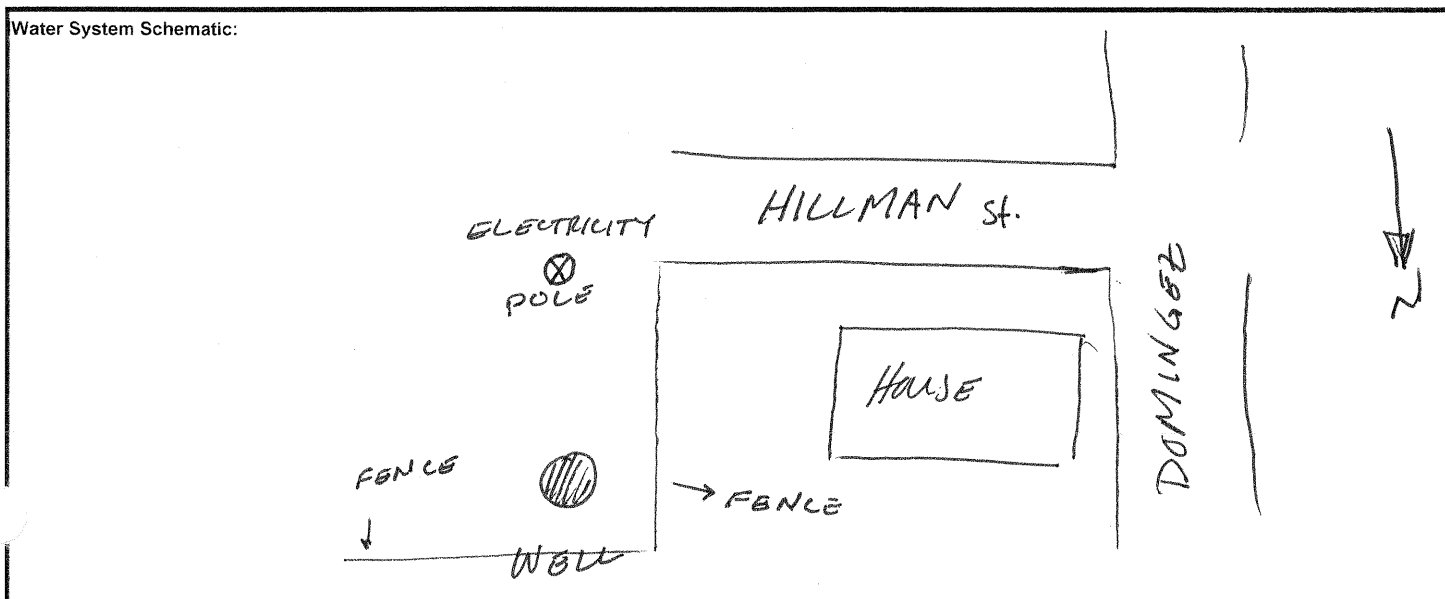 Water System Schematic:
HILLMAN St.
ELECTRICITY
POLE
DOMINGEZ
N
HOUSE
FENCE
FENCE
WELL